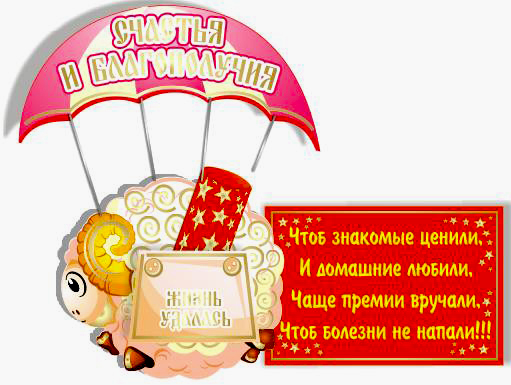 СЧАСТЬЯ
И БЛАГОПОЛУЧИЯ
ЖИЗНЬ
УДАЛАСЬ
Чтоб знакомые ценили,
И домашние любили,
Чаще премии вручали,
Чтоб болезни не напали!!!